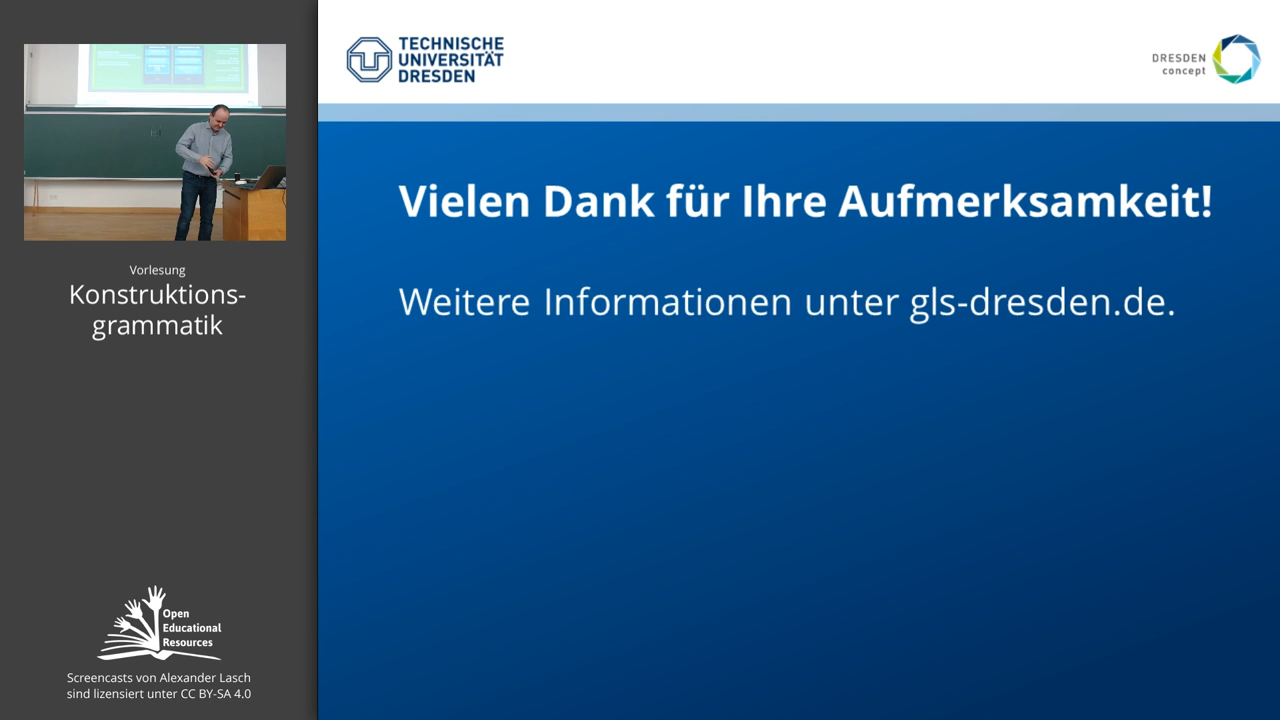 Vorlesung
Konstruktions-
grammatik
Open
Educational
Resources
Screencasts von Alexander Lasch
sind lizensiert unter CC BY-SA 4.0
TECHNISCHE
UNIVERSITÄT
DRESDEN
DRESDEN
concept
Vielen Dank für Ihre Aufmerksamkeit!
Weitere Informationen unter gls-dresden.de.